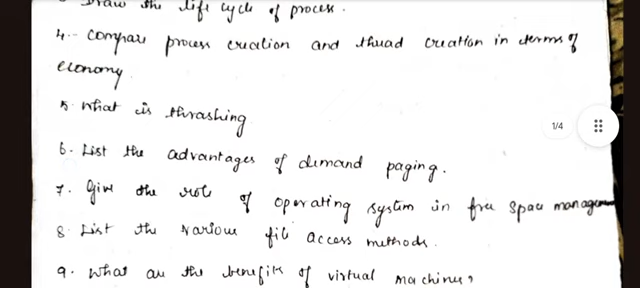 3 Draw the life cycle of process.
4. Compare process creation and thread creation in terms of
economy
5. What is thrashing
6. List the advantages of demand paging.
7. Give the role of operating system in free space management
8. List the various file access methods.
9. What are the benefits of virtual machines?
1/4